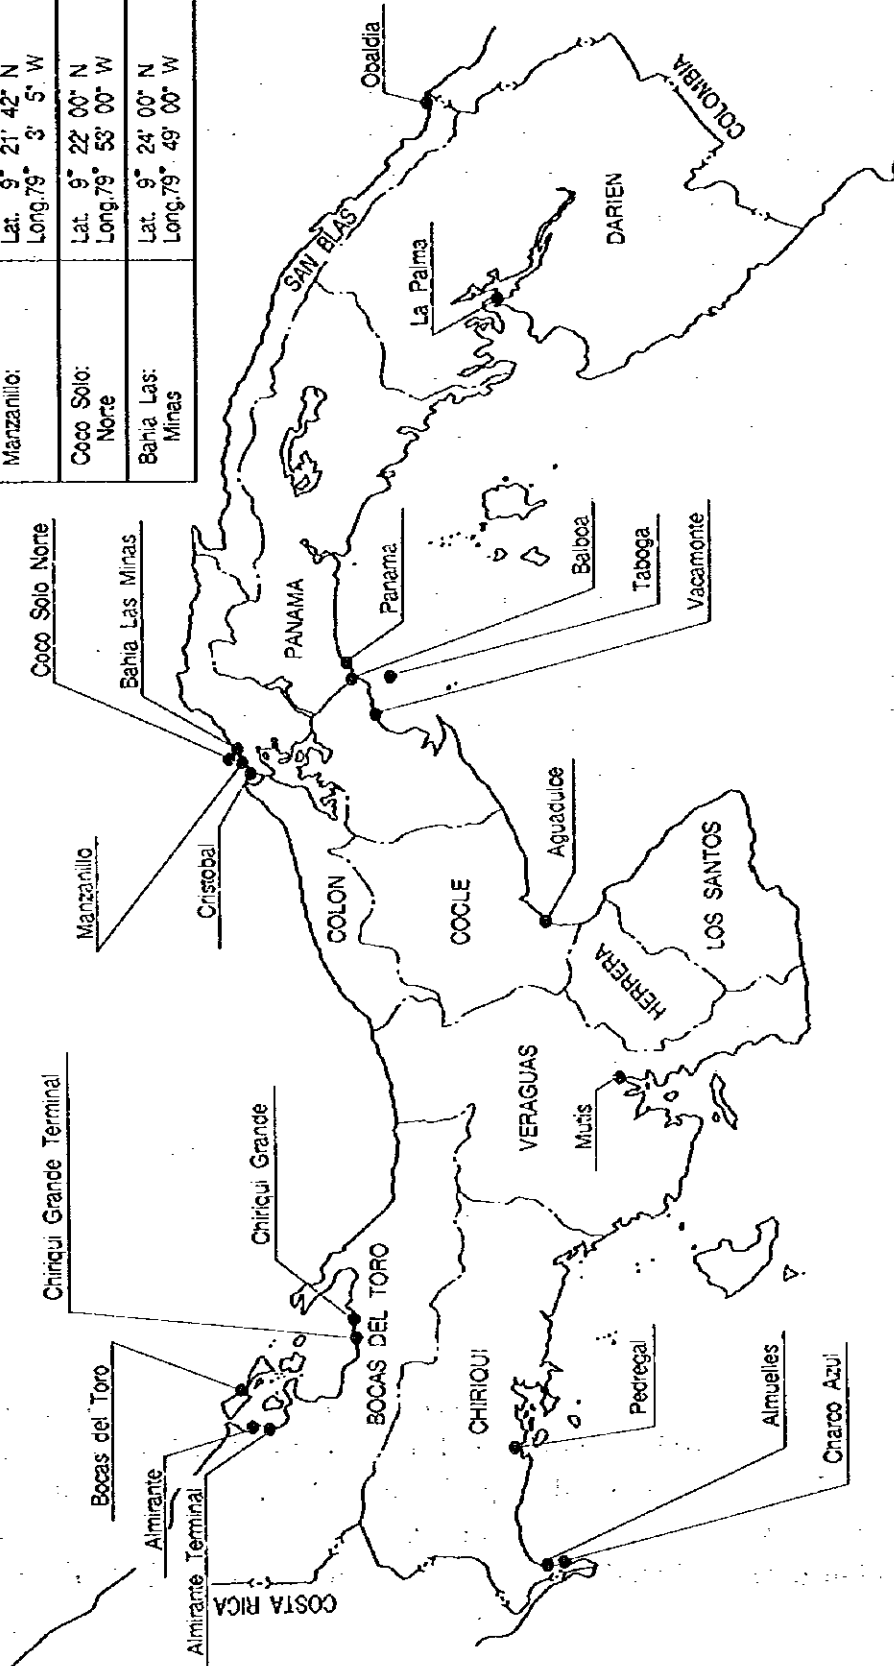 Manzanillo: Lat. 9° 21' 42" N
Long.79° 3' 5" W
Coco Solo: Lat. 9° 22' 00" N
Norte Long.79° 53' 00" W
Bahia Las: Lat. 9° 24' 00" N
Minas Long.79° 49' 00" W
Coco Solo Norte
Bahia Las Minas
Manzanillo
Cristobal
Chiriqui Grande Terminal
Chiriqui Grande
Bocas del Toro
Almirante
Almirante Terminal
COSTA RICA
BOCAS DEL TORO
CHIRIQUI
VERAGUAS
COLON
COCLE
HERRERA
LOS SANTOS
PANAMA
SAN BLAS
DARIEN
COLOMBIA
Obaldia
La Palma
Panama
Balboa
Taboga
Vacamonte
Aguadulce
Mutis
Pedregal
Almuelles
Charco Azul